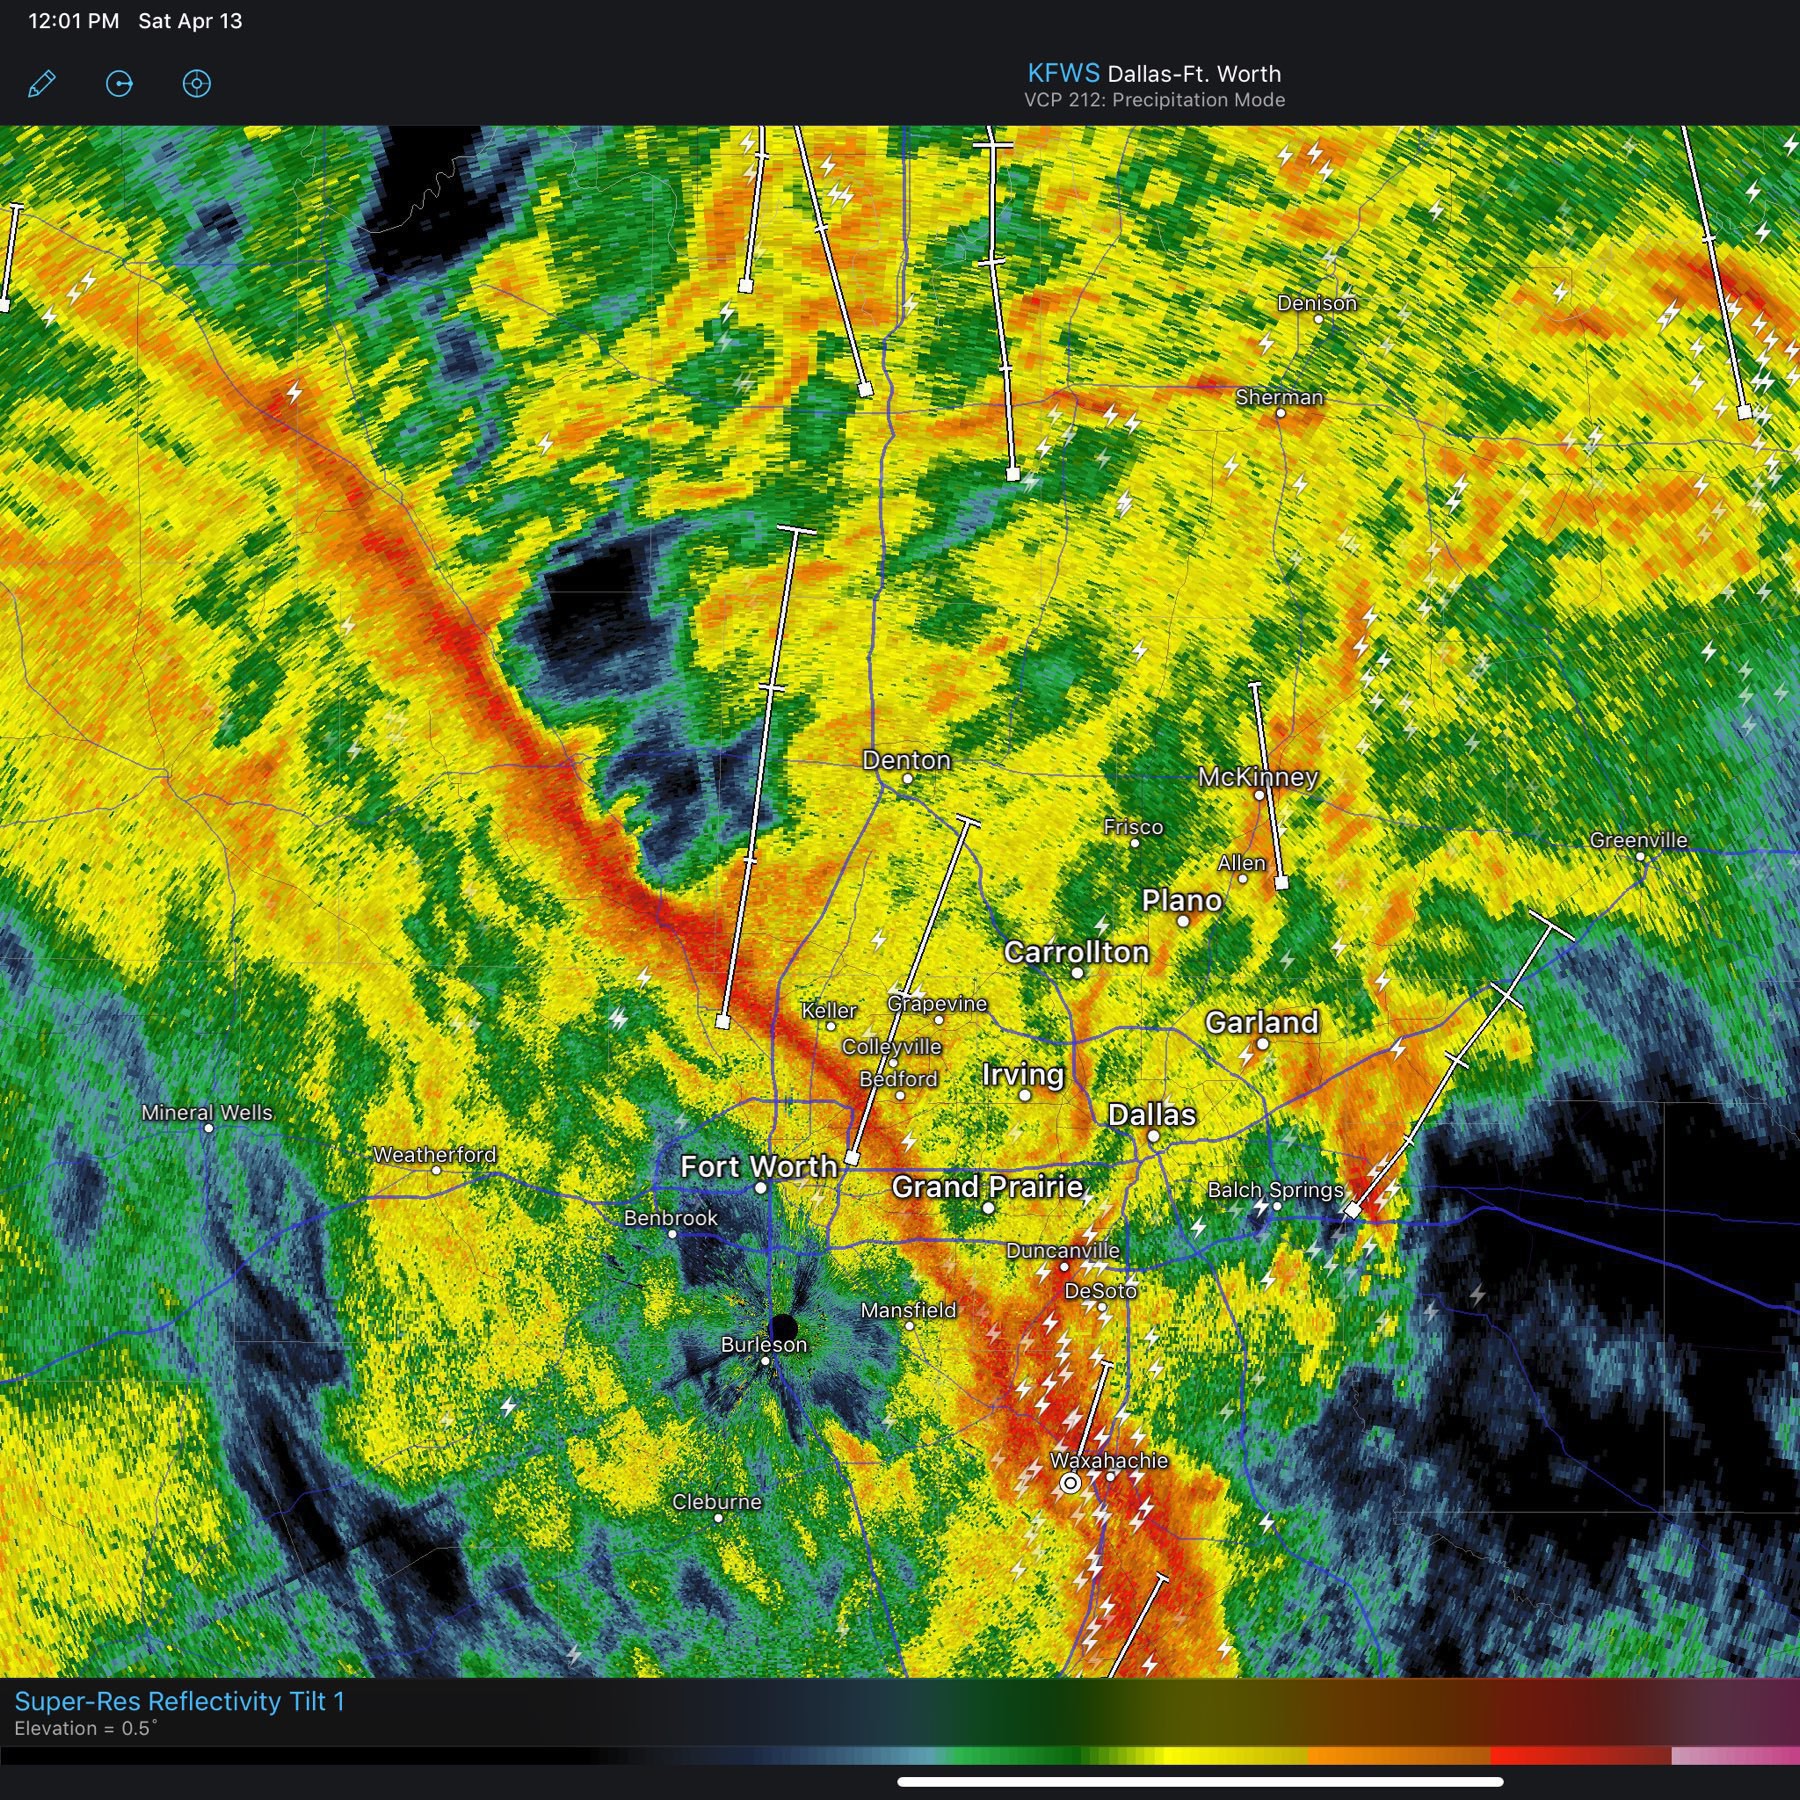 12:01 PM Sat Apr 13
KFWS Dallas-Ft. Worth
VCP 212: Precipitation Mode
Denison
Sherman
Denton
McKinney
Frisco
Greenville
Allen
Plano
Carrollton
Keller
Grapevine
Garland
Colleyville
Bedford
Irving
Mineral Wells
Dallas
Weatherford
Fort Worth
Grand Prairie
Balch Springs
Benbrook
Duncanville
DeSoto
Mansfield
Burleson
Waxahachie
Cleburne
Super-Res Reflectivity Tilt 1
Elevation = 0.5°